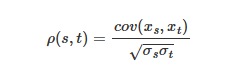 ρ(s, t) = cov(x_s, x_t) / √(σ_s σ_t)